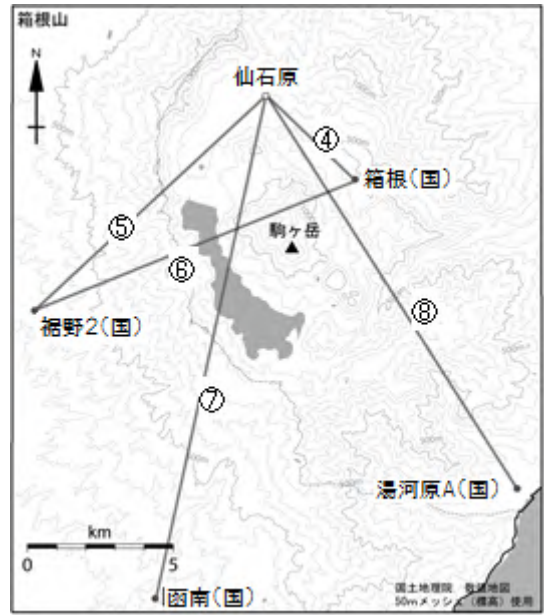 箱根山
N
仙石原
④
箱根(国)
⑤
駒ヶ岳
⑥
裾野2(国)
⑧
⑦
湯河原A(国)
km
0
5
函南(国)
国土地理院 数値地図
50mメッシュ(標高)使用